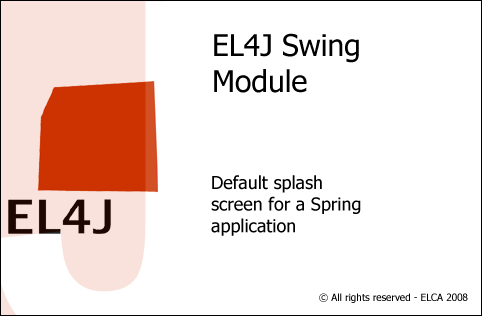 EL4J Swing
Module
EL4J
Default splash
screen for a Spring
application
© All rights reserved - ELCA 2008